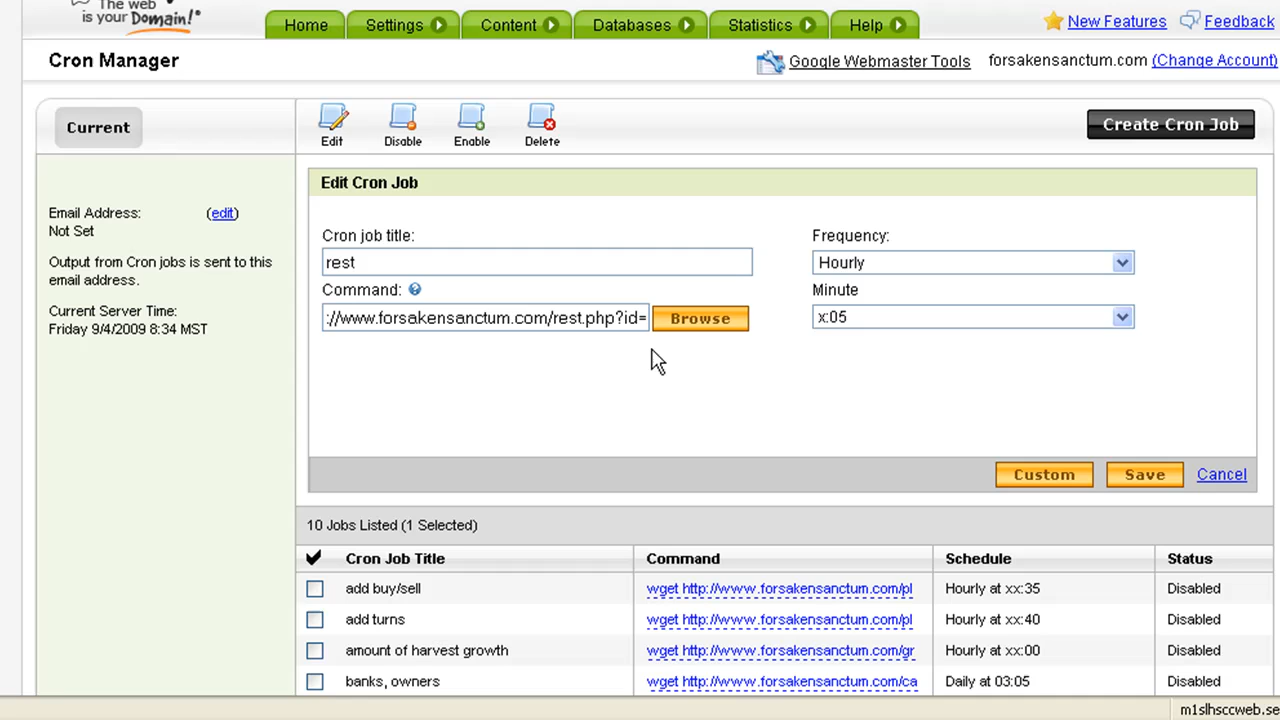 The web
is your Domain!®
Home
Settings
Content
Databases
Statistics
Help
New Features
Feedback
Cron Manager
Google Webmaster Tools
forsakensanctum.com (Change Account)
Current
Edit
Disable
Enable
Delete
Create Cron Job
Edit Cron Job
Email Address: (edit)
Not Set
Output from Cron jobs is sent to this
email address.
Current Server Time:
Friday 9/4/2009 8:34 MST
Cron job title:
rest
Frequency:
Hourly
Command: ?
://www.forsakensanctum.com/rest.php?id=
Browse
Minute
x:05
Custom
Save
Cancel
10 Jobs Listed (1 Selected)
Cron Job Title Command Schedule Status
add buy/sell wget http://www.forsakensanctum.com/pl Hourly at xx:35 Disabled
add turns wget http://www.forsakensanctum.com/pl Hourly at xx:40 Disabled
amount of harvest growth wget http://www.forsakensanctum.com/gr Hourly at xx:00 Disabled
banks, owners wget http://www.forsakensanctum.com/ca Daily at 03:05 Disabled
m1slhsccweb.se